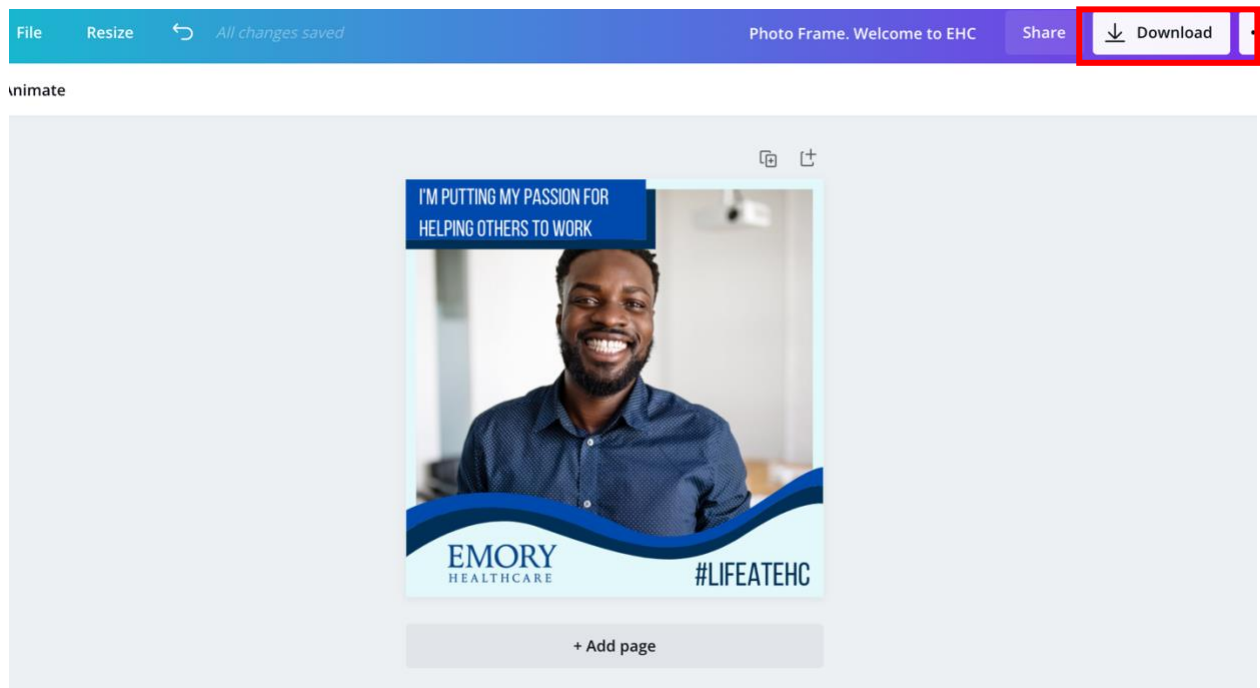 File Resize All changes saved Photo Frame. Welcome to EHC Share Download
Animate
I'M PUTTING MY PASSION FOR
HELPING OTHERS TO WORK
EMORY
HEALTHCARE
#LIFEATEHC
+ Add page